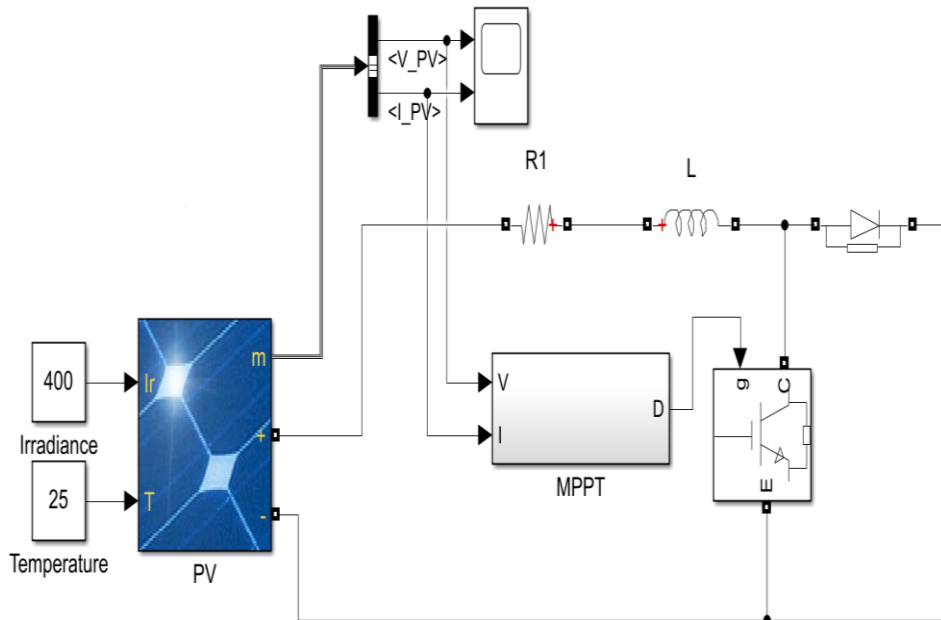 <V_PV>
<I_PV>
R1
L
400
Irradiance
25
Temperature
Ir
T
m
+
-
PV
V
I
D
MPPT
g
C
E